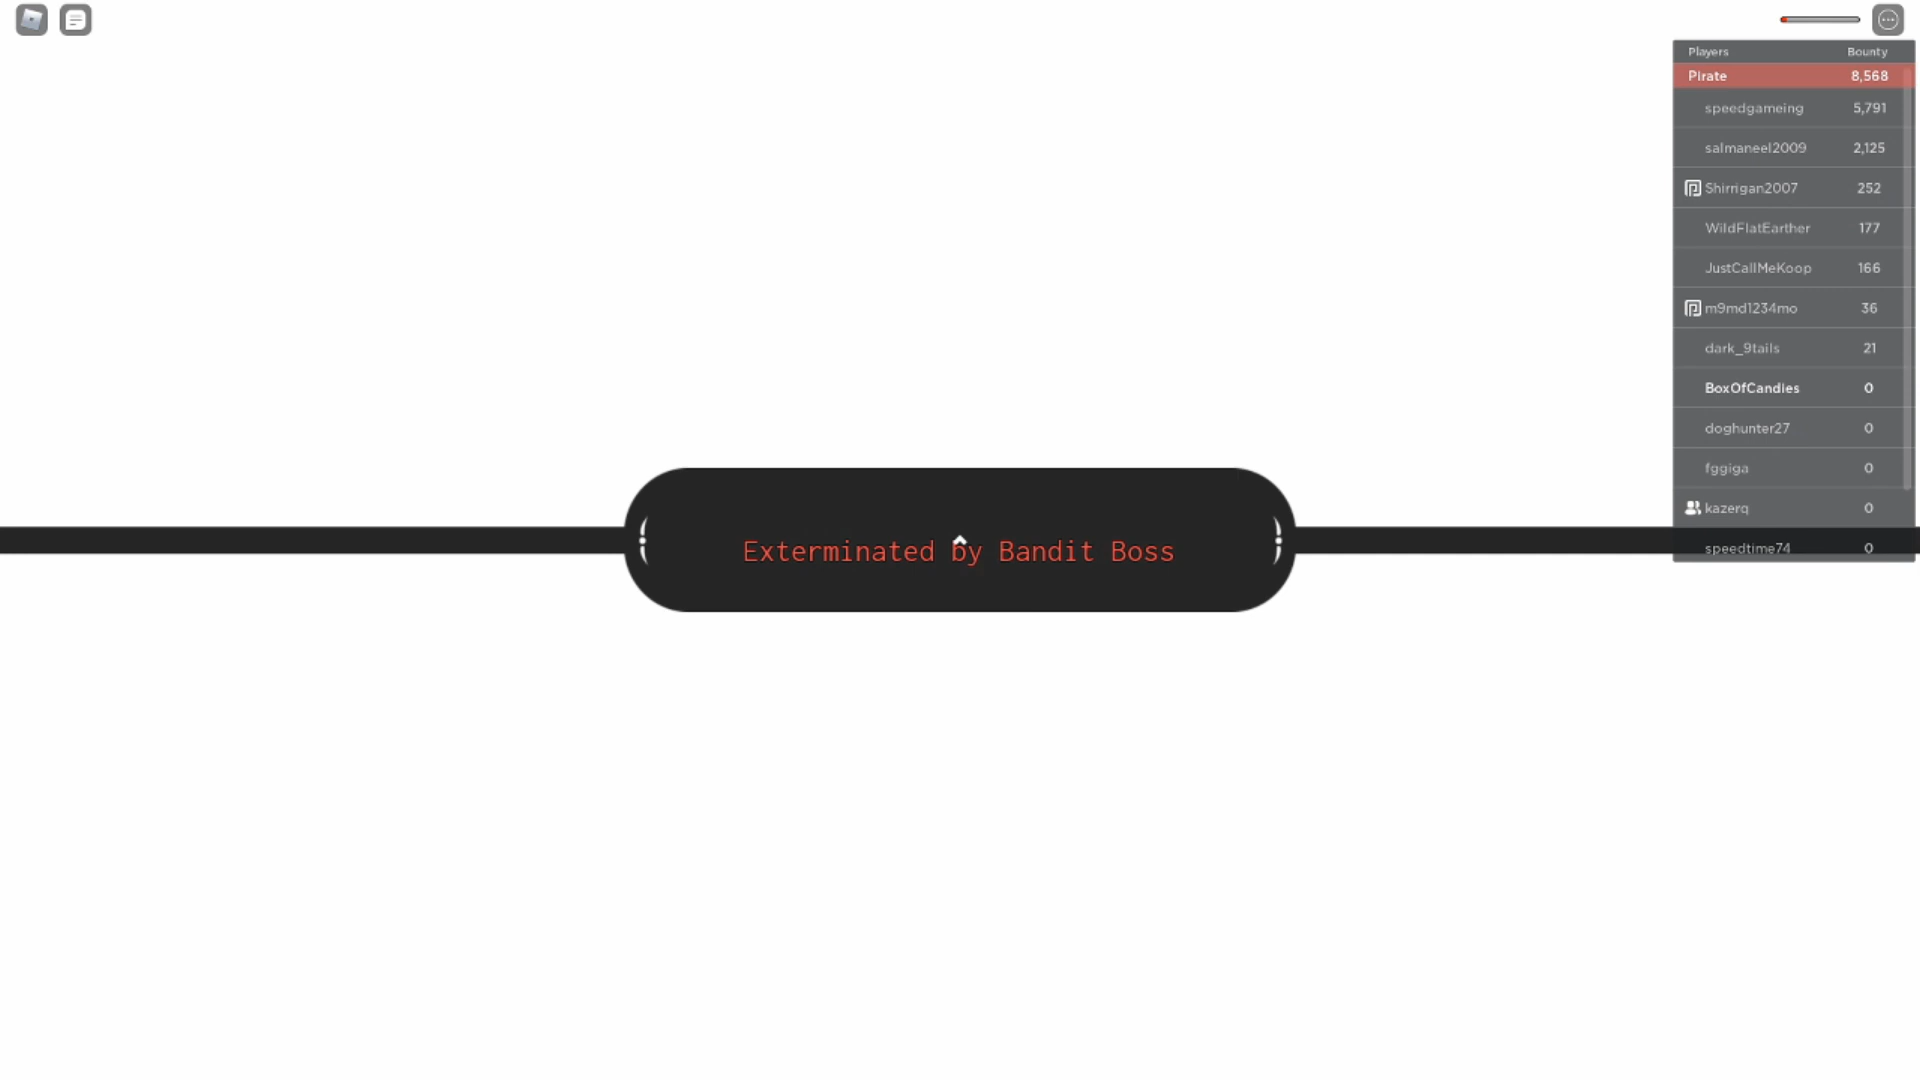 Players Bounty
Pirate 8,568
speedgameing 5,791
salmaneel2009 2,125
Shirrigan2007 252
WildFlatEarther 177
JustCallMeKoop 166
m9md1234mo 36
dark_9tails 21
BoxOfCandies 0
doghunter27 0
fggiga 0
kazerq 0
speedtime74 0
Exterminated by Bandit Boss